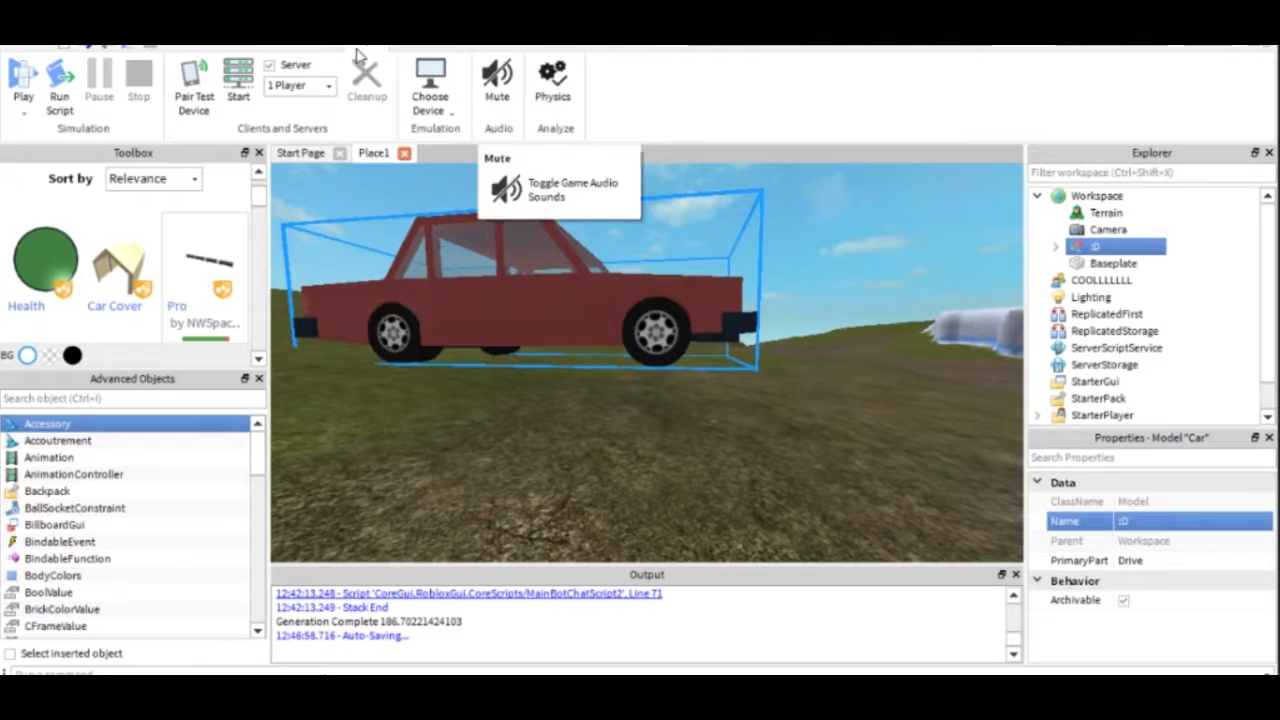 Server
1 Player
Play
Run Script
Pause
Stop
Pair Test Device
Start
Cleanup
Choose Device
Mute
Physics
Simulation
Clients and Servers
Emulation
Audio
Analyze
Toolbox
Sort by
Relevance
Health
Car Cover
Pro
by NWSpac...
BG
Advanced Objects
Search object (Ctrl+I)
Accessory
Accoutrement
Animation
AnimationController
Backpack
BallSocketConstraint
BillboardGui
BindableEvent
BindableFunction
BodyColors
BoolValue
BrickColorValue
CFrameValue
Select inserted object
Start Page
Place1
Mute
Toggle Game Audio
Sounds
Output
12:42:13.248 - Script 'CoreGui.RobloxGui.CoreScripts/MainBotChatScript2', Line 71
12:42:13.249 - Stack End
Generation Complete 186.70221424103
12:46:58.716 - Auto-Saving...
Explorer
Filter workspace (Ctrl+Shift+X)
Workspace
Terrain
Camera
:D
Baseplate
COOLLLLLLL
Lighting
ReplicatedFirst
ReplicatedStorage
ServerScriptService
ServerStorage
StarterGui
StarterPack
StarterPlayer
Properties - Model "Car"
Search Properties
Data
ClassName Model
Name :D
Parent Workspace
PrimaryPart Drive
Behavior
Archivable